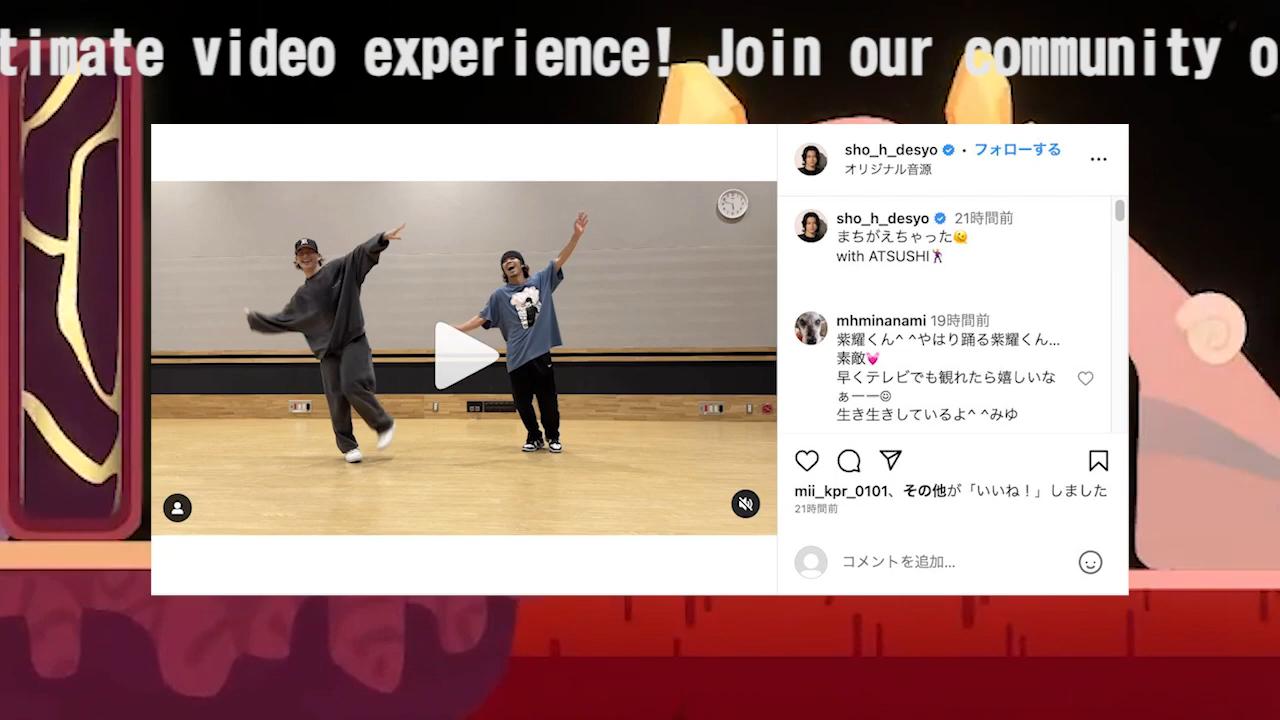 timate video experience! Join our community o
sho_h_desyo • フォローする
オリジナル音源
sho_h_desyo 21時間前
まちがえちゃった🫠
with ATSUSHI🕺
mhminanami 19時間前
紫耀くん^ ^やはり踊る紫耀くん...
素敵💓
早くテレビでも観れたら嬉しいな
ぁーー☺
生き生きしているよ^ ^みゆ
mii_kpr_0101、その他が「いいね！」しました
21時間前
コメントを追加...